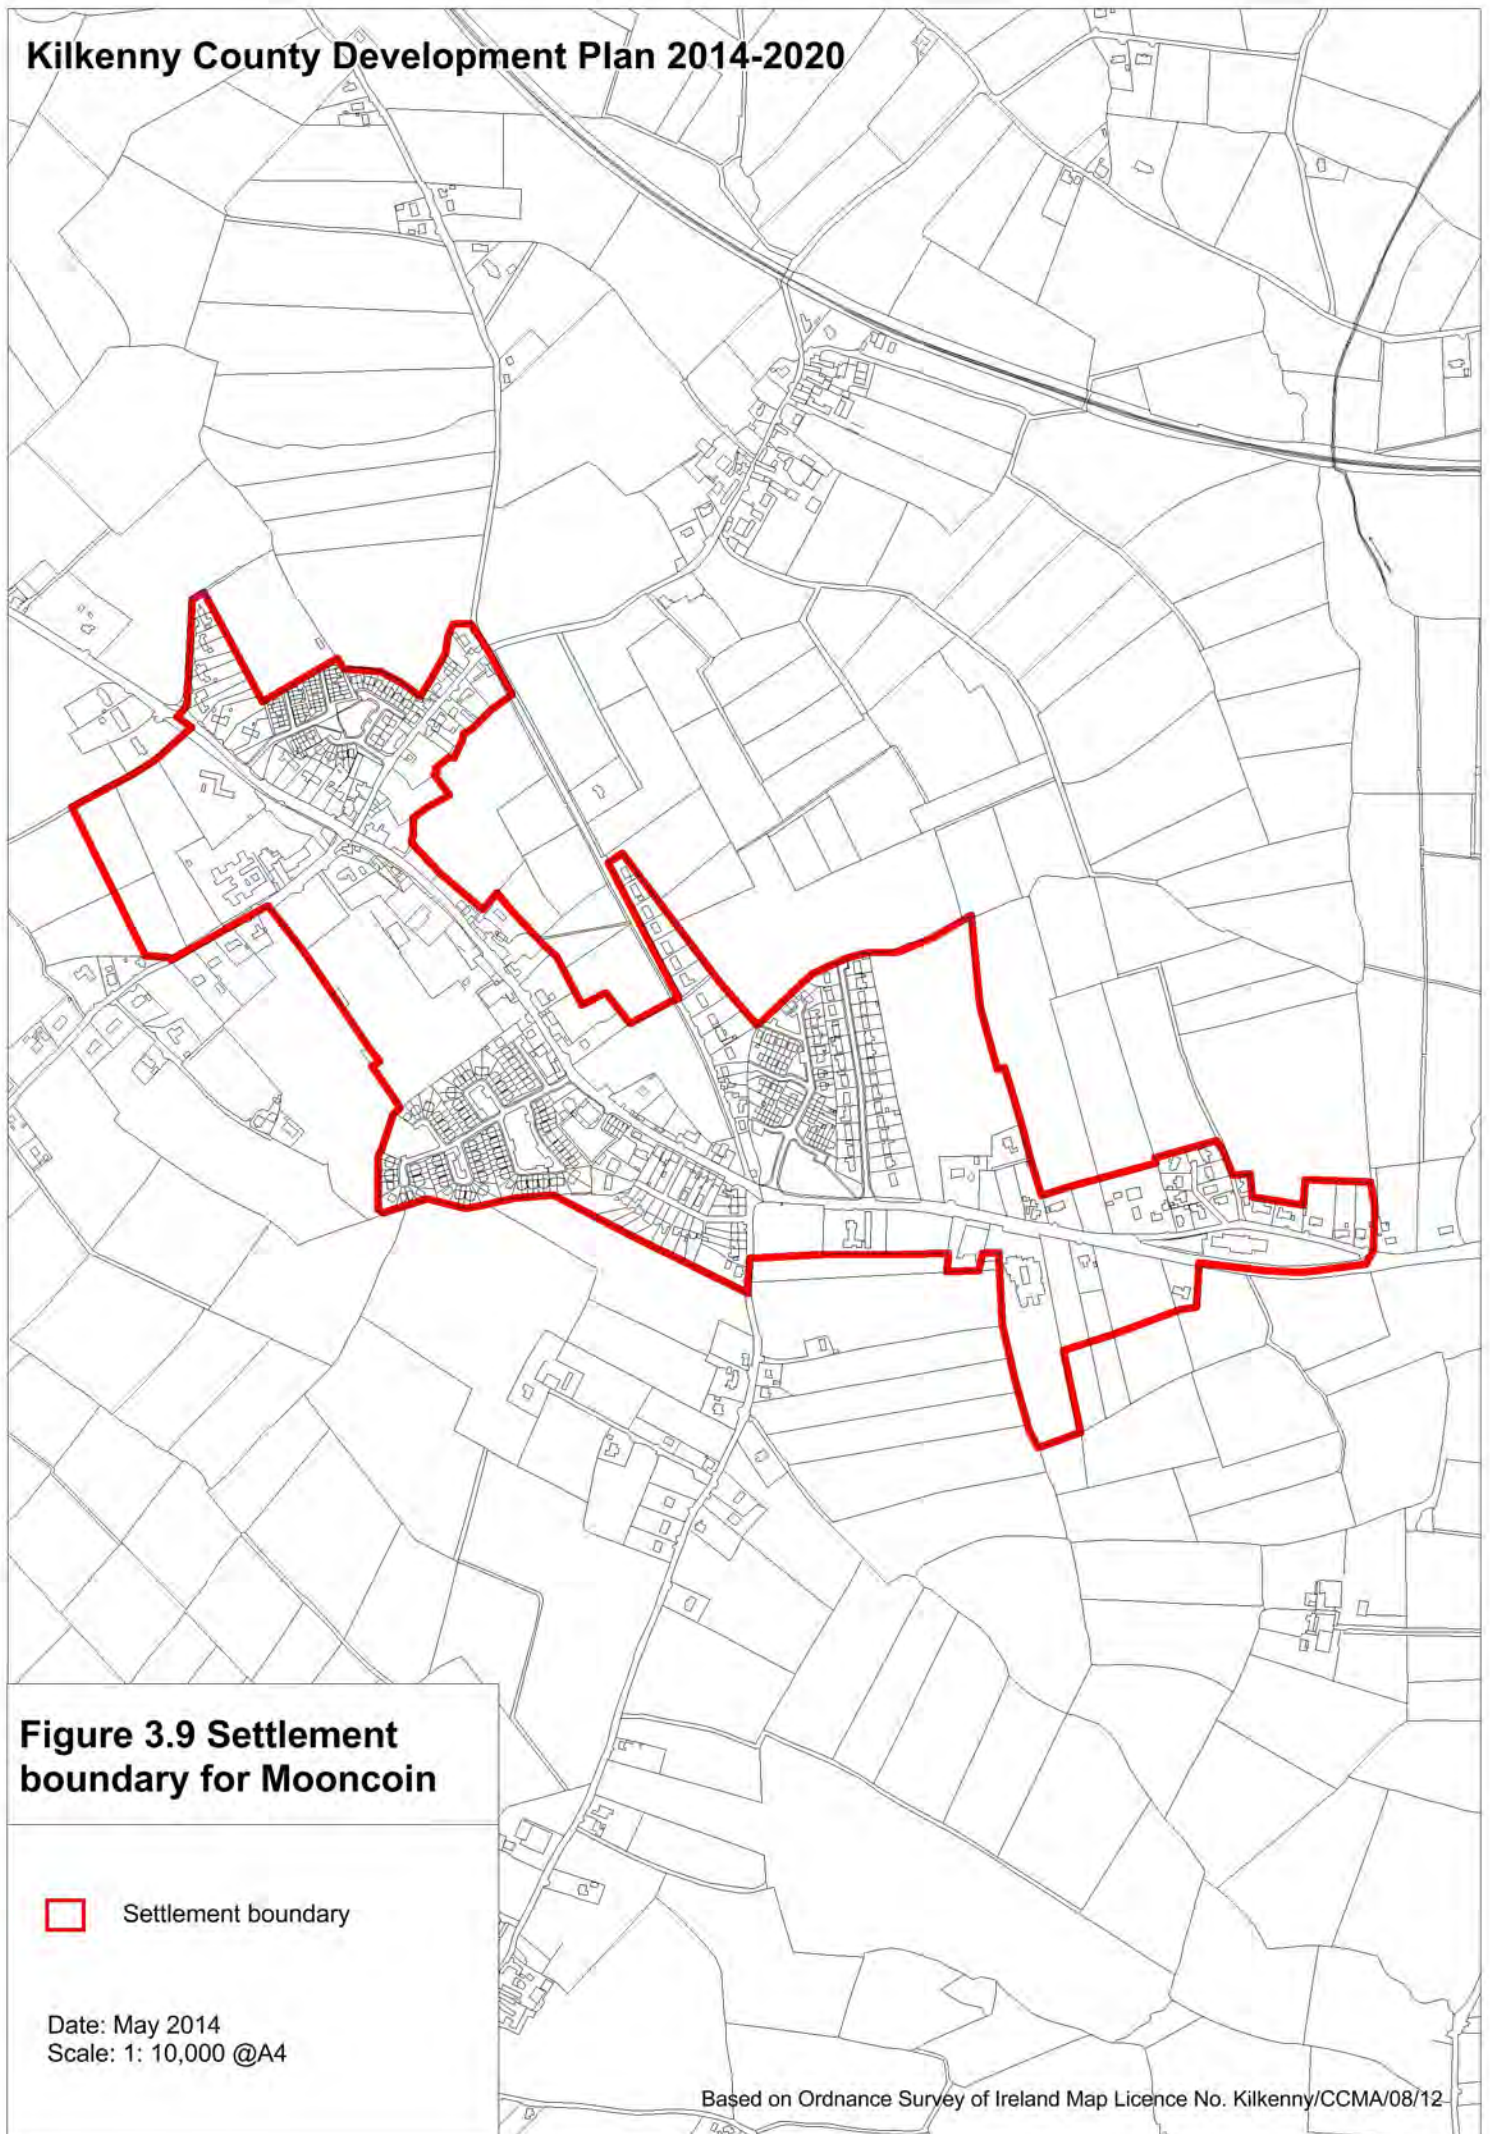 Kilkenny County Development Plan 2014-2020
Figure 3.9 Settlement
boundary for Mooncoin
Settlement boundary
Date: May 2014
Scale: 1: 10,000 @A4
Based on Ordnance Survey of Ireland Map Licence No. Kilkenny/CCMA/08/12